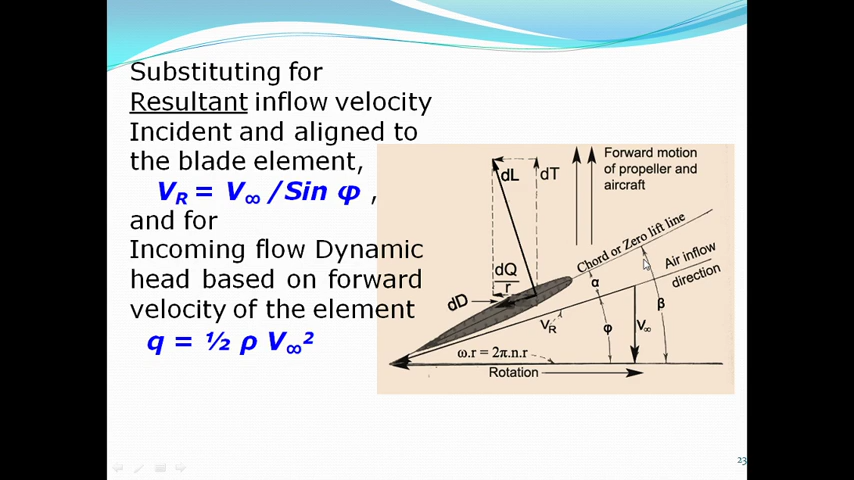 Substituting for
Resultant inflow velocity
Incident and aligned to
the blade element,
V_R = V∞ /Sin φ ,
and for
Incoming flow Dynamic
head based on forward
velocity of the element
q = ½ ρ V∞²
Forward motion
of propeller and
aircraft
dL
dT
Chord or Zero lift line
Air inflow
direction
dQ
r
dD
α
β
V_R
φ
V∞
ω.r = 2π.n.r
Rotation
23